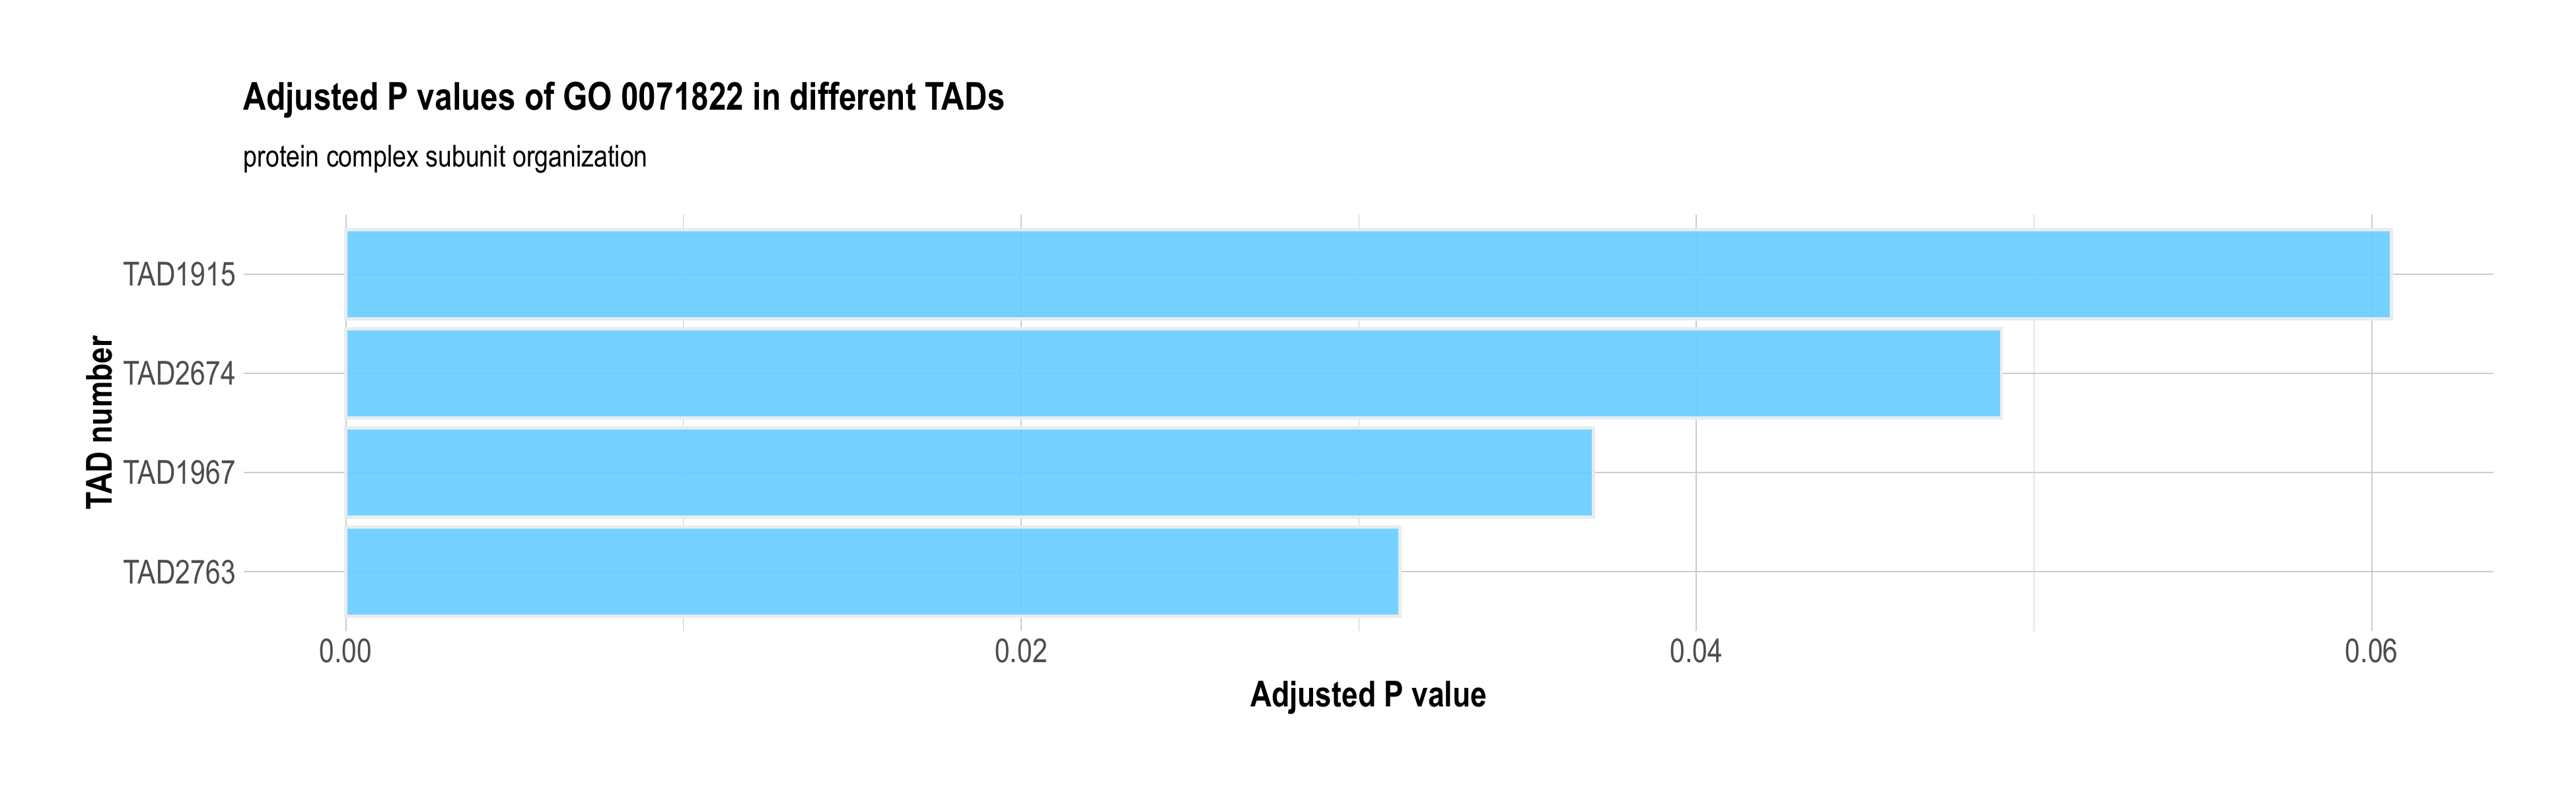 Adjusted P values of GO 0071822 in different TADs
protein complex subunit organization
TAD number
TAD1915
TAD2674
TAD1967
TAD2763
0.00 0.02 0.04 0.06
Adjusted P value